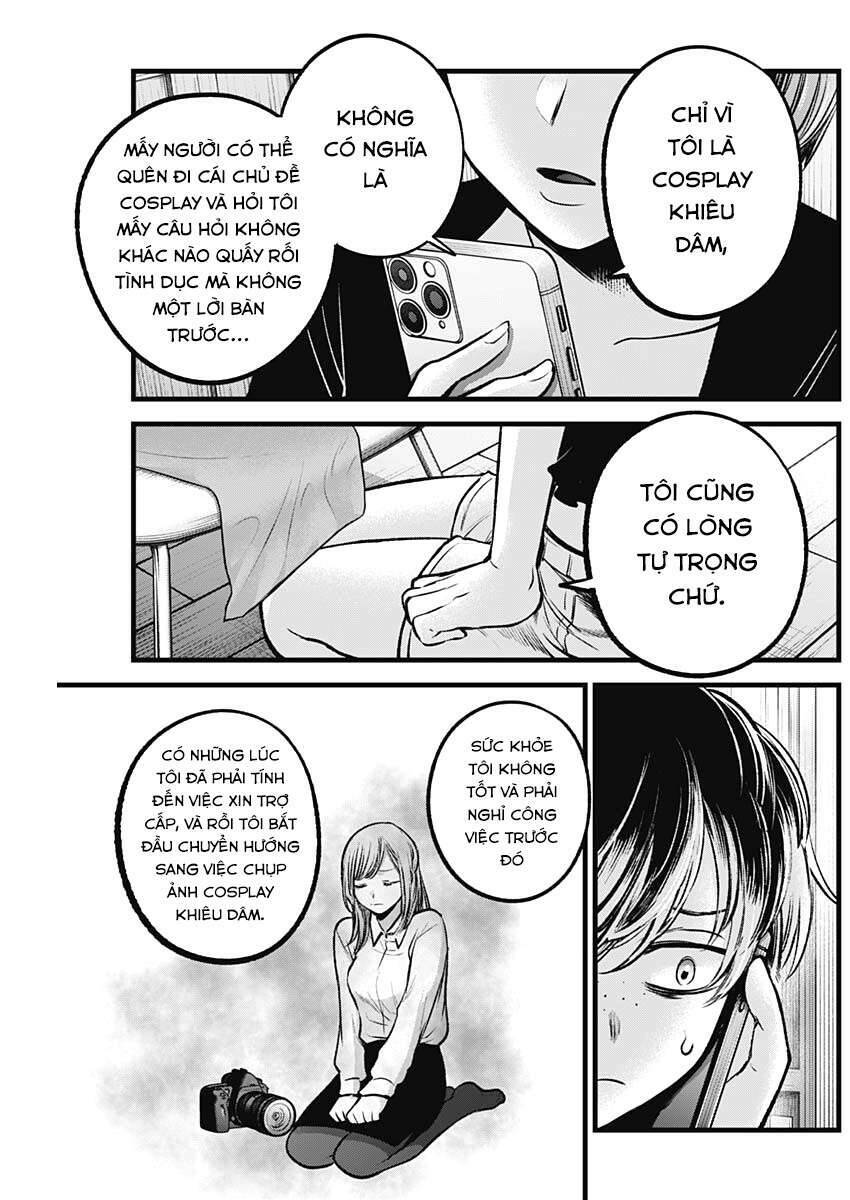 CHỈ VÌ
TÔI LÀ
COSPLAY
KHIÊU
DÂM,
KHÔNG
CÓ NGHĨA
LÀ
MẤY NGƯỜI CÓ THỂ
QUÊN ĐI CÁI CHỦ ĐỀ
COSPLAY VÀ HỎI TÔI
MẤY CÂU HỎI KHÔNG
KHÁC NÀO QUẤY RỐI
TÌNH DỤC MÀ KHÔNG
MỘT LỜI BÀN
TRƯỚC...
TÔI CŨNG
CÓ LÒNG
TỰ TRỌNG
CHỨ.
SỨC KHỎE
TÔI KHÔNG
TỐT VÀ PHẢI
NGHỈ CÔNG
VIỆC TRƯỚC
ĐÓ
CÓ NHỮNG LÚC
TÔI ĐÃ PHẢI TÍNH
ĐẾN VIỆC XIN TRỢ
CẤP, VÀ RỒI TÔI BẮT
ĐẦU CHUYỂN HƯỚNG
SANG VIỆC CHỤP
ẢNH COSPLAY
KHIÊU DÂM.